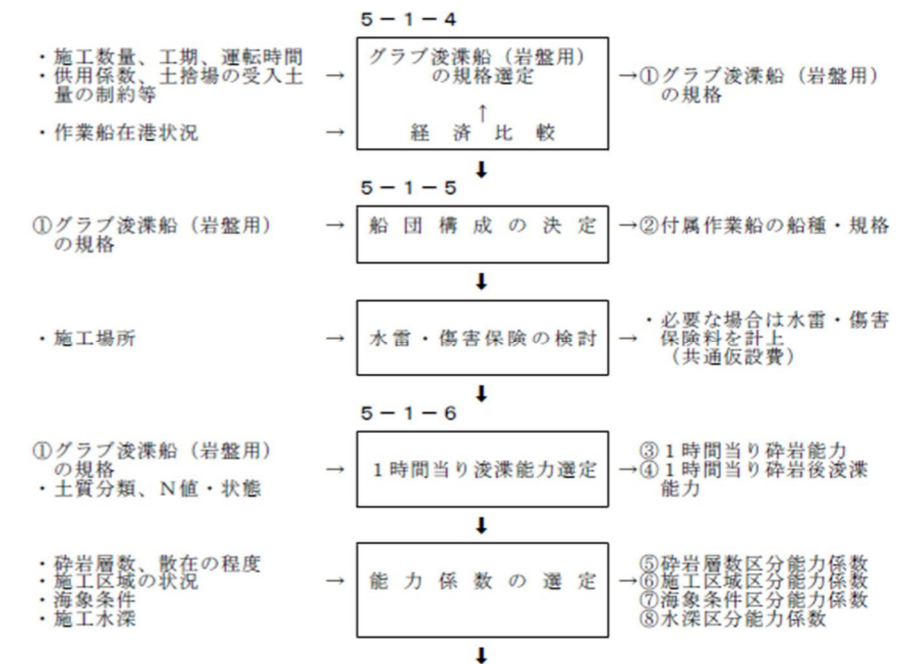 5-1-4
・施工数量、工期、運転時間
・供用係数、土捨場の受入土
量の制約等
・作業船在港状況
→
→
グラブ浚渫船（岩盤用）
の規格選定
↑
経 済 比 較
→①グラブ浚渫船（岩盤用）
の規格
⬇
5-1-5
①グラブ浚渫船（岩盤用）
の規格
→
船 団 構 成 の 決 定
→②付属作業船の船種・規格
⬇
・施工場所
→
水雷・傷害保険の検討
→
・必要な場合は水雷・傷害
保険料を計上
（共通仮設費）
⬇
5-1-6
①グラブ浚渫船（岩盤用）
の規格
・土質分類、N値・状態
→
1時間当り浚渫能力選定
→
③1時間当り砕岩能力
④1時間当り砕岩後浚渫
能力
⬇
・砕岩層数、散在の程度
・施工区域の状況
・海象条件
・施工水深
→
能 力 係 数 の 選 定
→
⑤砕岩層数区分能力係数
⑥施工区域区分能力係数
⑦海象条件区分能力係数
⑧水深区分能力係数
⬇